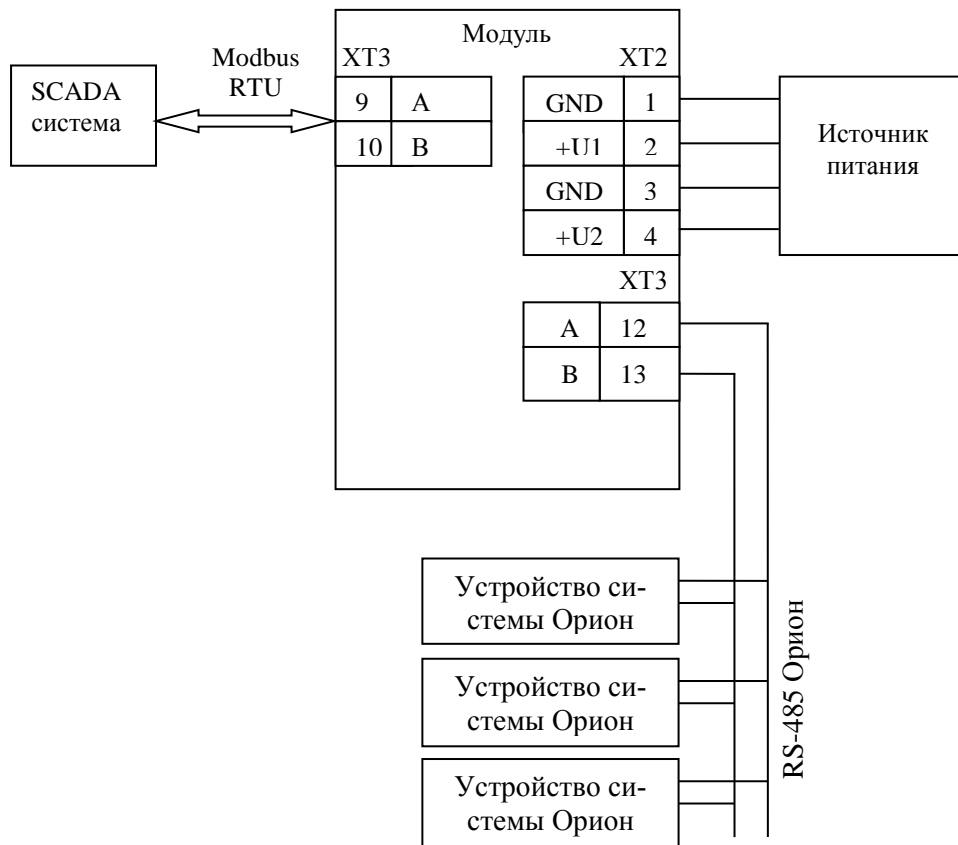 Модуль
Modbus
RTU
XT3
XT2
SCADA
система
9 A
10 B
GND 1
+U1 2
GND 3
+U2 4
Источник
питания
XT3
A 12
B 13
Устройство си-
стемы Орион
Устройство си-
стемы Орион
Устройство си-
стемы Орион
RS-485 Орион